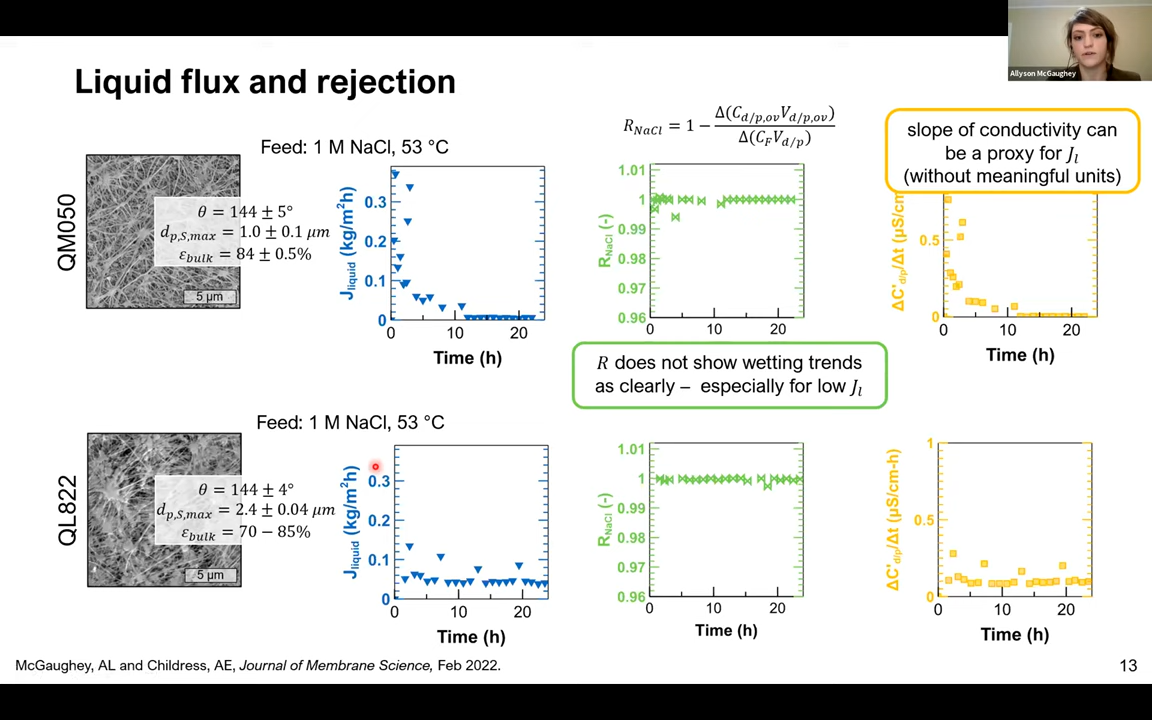 Allyson McGaughey
Liquid flux and rejection
R_NaCl = 1 − Δ(C_d/p,ov V_d/p,ov) / Δ(C_F V_d/p)
slope of conductivity can
be a proxy for J_l
(without meaningful units)
Feed: 1 M NaCl, 53 °C
QM050
θ = 144 ± 5°
d_p,S,max = 1.0 ± 0.1 μm
ε_bulk = 84 ± 0.5%
5 μm
J_liquid (kg/m²h)
0.3
0.2
0.1
0
0 10 20
Time (h)
R_NaCl (-)
1.01
1
0.99
0.98
0.97
0.96
0 10 20
ΔC'_d/p/Δt (μS/cm
0.5
0
0 10 20
Time (h)
R does not show wetting trends
as clearly – especially for low J_l
Feed: 1 M NaCl, 53 °C
QL822
θ = 144 ± 4°
d_p,S,max = 2.4 ± 0.04 μm
ε_bulk = 70 − 85%
5 μm
J_liquid (kg/m²h)
0.3
0.2
0.1
0
0 10 20
Time (h)
R_NaCl (-)
1.01
1
0.99
0.98
0.97
0.96
0 10 20
Time (h)
ΔC'_d/p/Δt (μS/cm-h)
1
0.5
0
0 10 20
Time (h)
McGaughey, AL and Childress, AE, Journal of Membrane Science, Feb 2022.
13